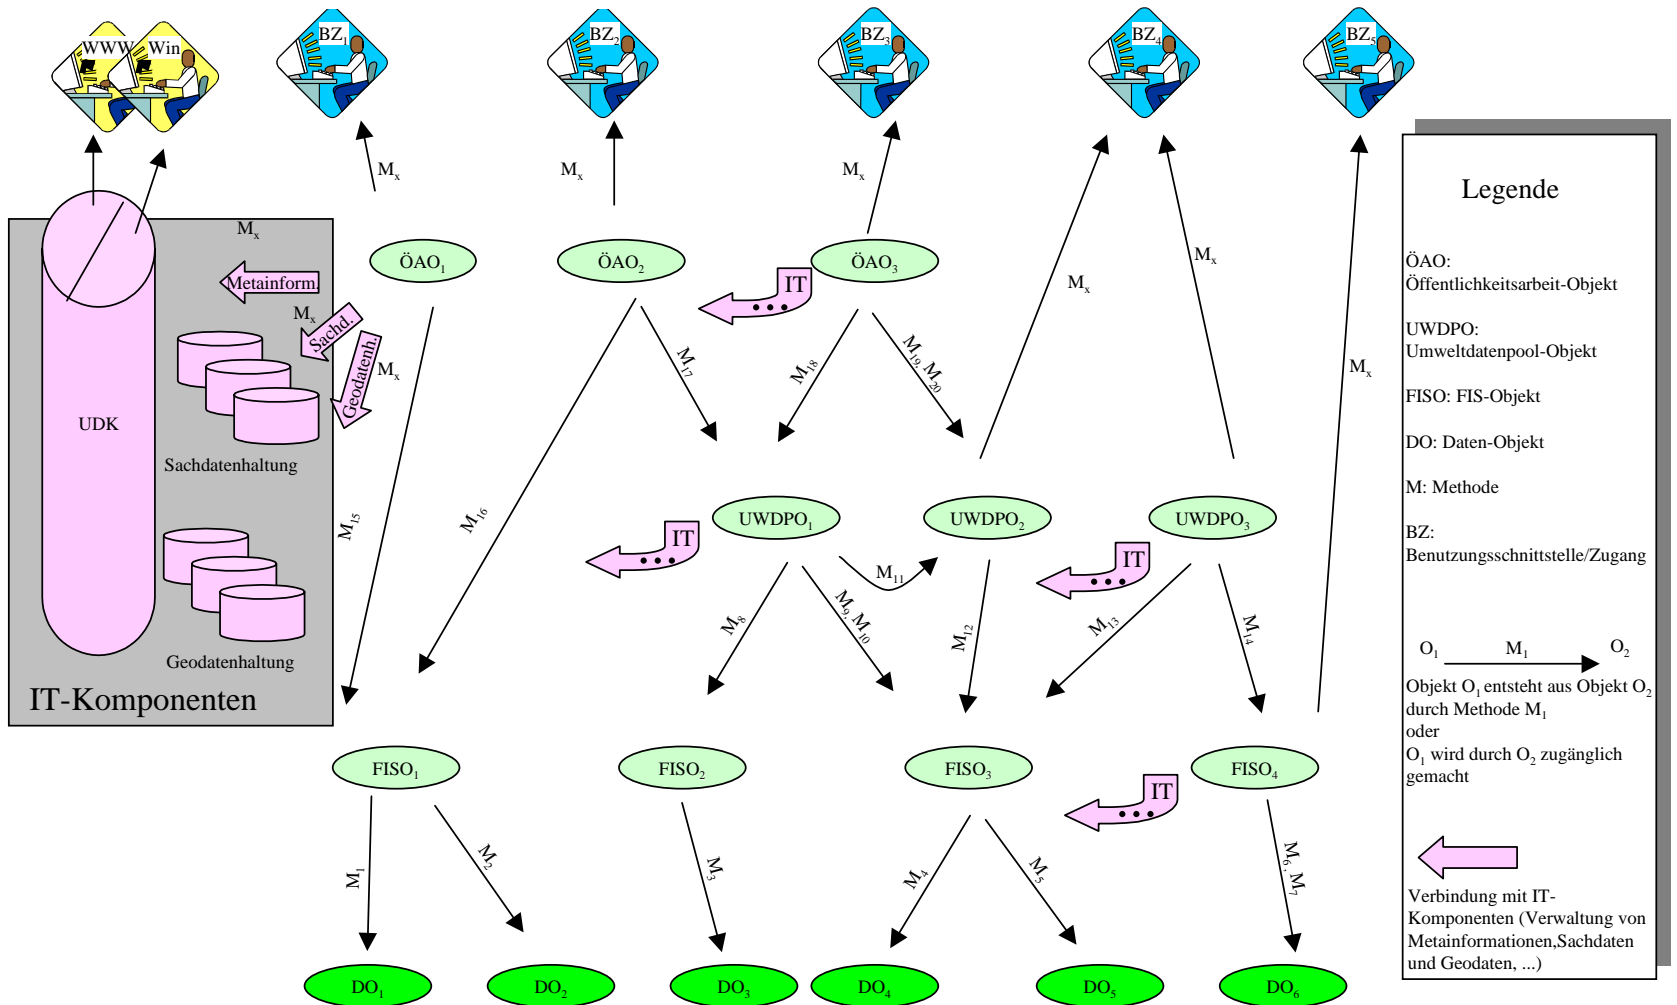 WWW
Win
BZ1
BZ2
BZ3
BZ4
BZ5
Mx
Mx
Mx
Mx
Mx
Mx
Mx
Mx
Mx
ÖAO1
ÖAO2
ÖAO3
IT
Metainform.
Sachd.
Geodatenh.
UDK
Sachdatenhaltung
Geodatenhaltung
IT-Komponenten
M15
M16
M17
M18
M19, M20
UWDPO1
UWDPO2
UWDPO3
IT
IT
M11
M8
M9, M10
M12
M13
M14
FISO1
FISO2
FISO3
FISO4
IT
M1
M2
M3
M4
M5
M6, M7
DO1
DO2
DO3
DO4
DO5
DO6
Legende
ÖAO:
Öffentlichkeitsarbeit-Objekt
UWDPO:
Umweltdatenpool-Objekt
FISO: FIS-Objekt
DO: Daten-Objekt
M: Methode
BZ:
Benutzungsschnittstelle/Zugang
O1 M1 O2
Objekt O1 entsteht aus Objekt O2
durch Methode M1
oder
O1 wird durch O2 zugänglich
gemacht
Verbindung mit IT-
Komponenten (Verwaltung von
Metainformationen,Sachdaten
und Geodaten, ...)